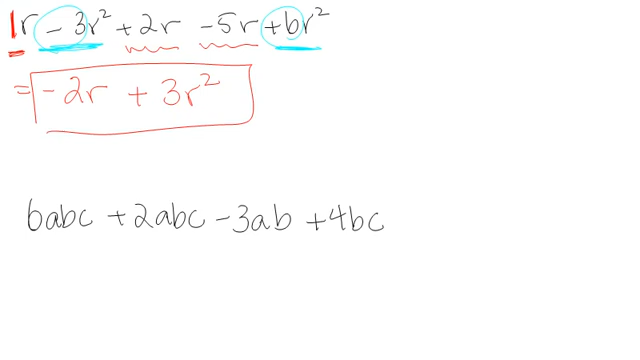 1r - 3r² + 2r - 5r + 6r²
= -2r + 3r²
6abc + 2abc - 3ab + 4bc